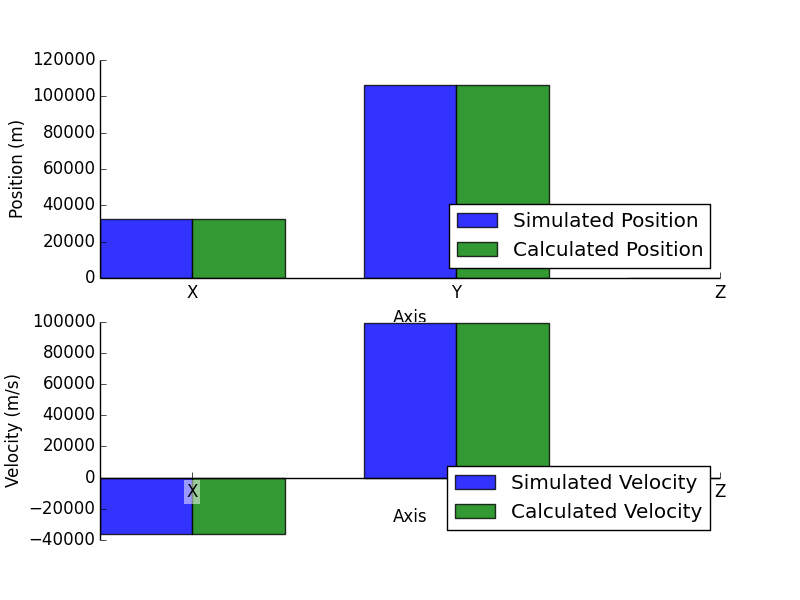 120000
100000
80000
60000
40000
20000
0
Position (m)
Simulated Position
Calculated Position
X Y Z
Axis
100000
80000
60000
40000
20000
0
−20000
−40000
Velocity (m/s)
X Z
Simulated Velocity
Calculated Velocity
Axis